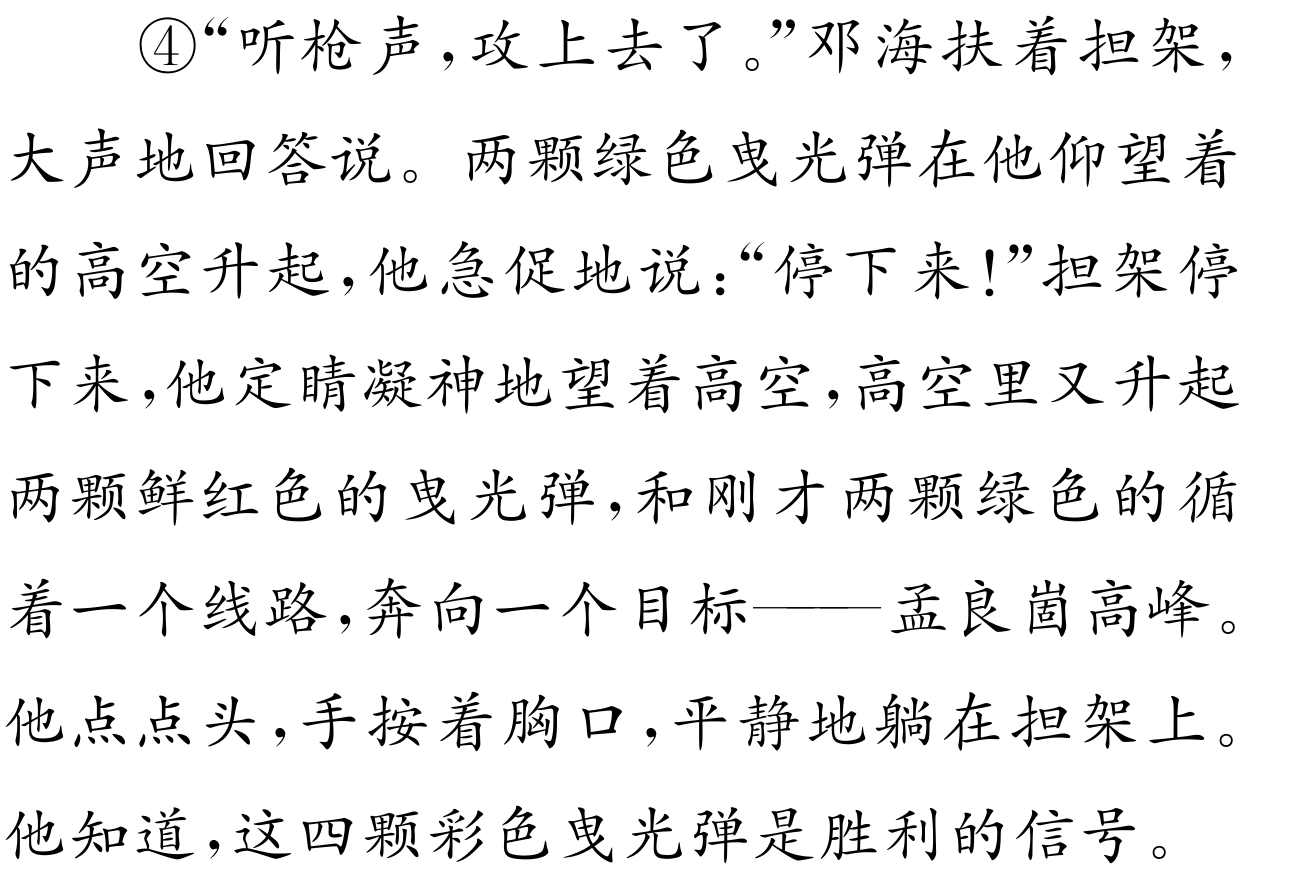 ④“听枪声,攻上去了。”邓海扶着担架,
大声地回答说。两颗绿色曳光弹在他仰望着
的高空升起,他急促地说:“停下来!”担架停
下来,他定睛凝神地望着高空,高空里又升起
两颗鲜红色的曳光弹,和刚才两颗绿色的循
着一个线路,奔向一个目标——孟良崮高峰。
他点点头,手按着胸口,平静地躺在担架上。
他知道,这四颗彩色曳光弹是胜利的信号。